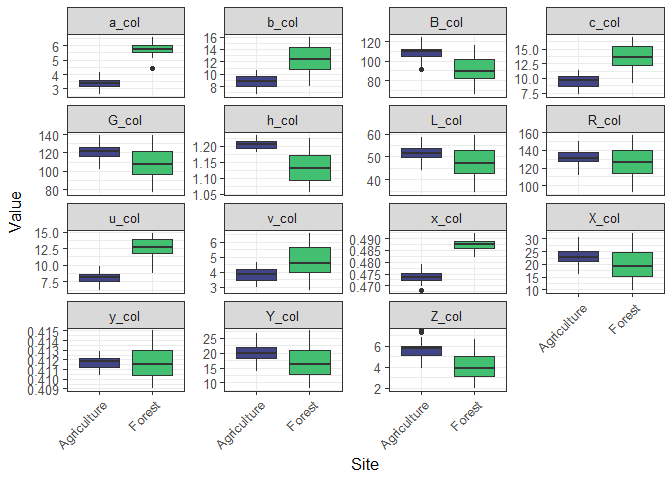 a_col b_col B_col c_col
6 5 4 3 16 14 12 10 8 120 100 80 15.0 12.5 10.0 7.5
G_col h_col L_col R_col
140 120 100 80 1.20 1.15 1.10 1.05 60 50 40 160 140 120 100
u_col v_col x_col X_col
15.0 12.5 10.0 7.5 6 5 4 3 0.490 0.485 0.480 0.475 0.470 30 25 20 15 10
y_col Y_col Z_col
0.415 0.413 0.412 0.411 0.410 0.409 25 20 15 10 6 4 2
Value
Agriculture Forest Agriculture Forest Agriculture Forest Agriculture Forest
Site